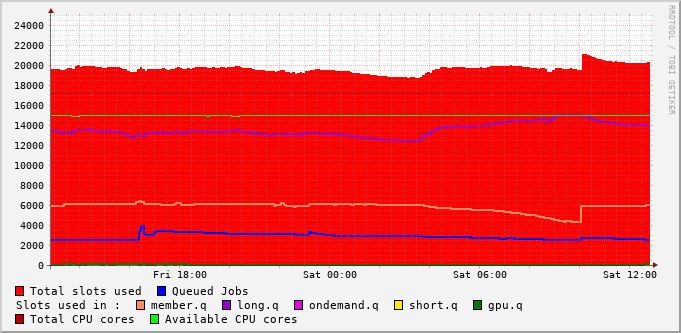 RRDTOOL / TOBI OETIKER
24000
22000
20000
18000
16000
14000
12000
10000
8000
6000
4000
2000
0
Fri 18:00 Sat 00:00 Sat 06:00 Sat 12:00
Total slots used Queued Jobs
Slots used in : member.q long.q ondemand.q short.q gpu.q
Total CPU cores Available CPU cores